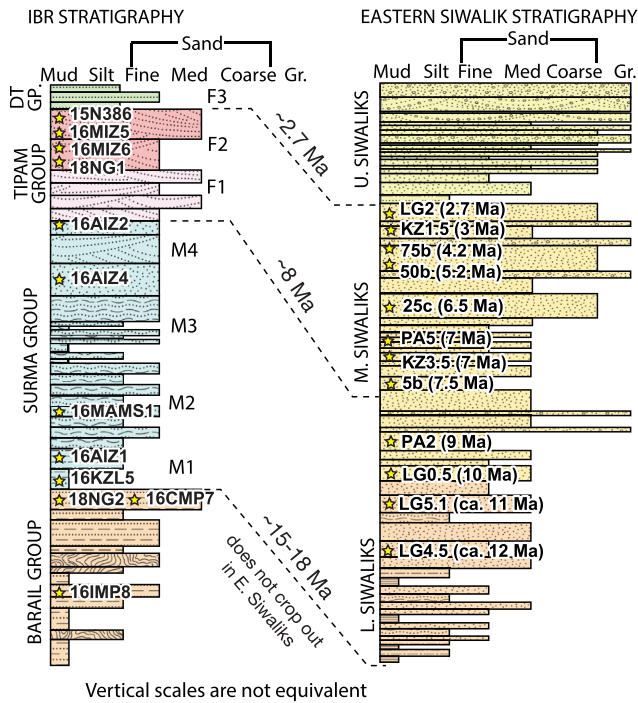 IBR STRATIGRAPHY
Sand
Mud Silt Fine Med Coarse Gr.
DT GP.
F3
15N386
16MIZ5
16MIZ6
F2
18NG1
TIPAM GROUP
F1
16AIZ2
M4
16AIZ4
M3
SURMA GROUP
M2
16MAMS1
16AIZ1
M1
16KZL5
18NG2 16CMP7
BARAIL GROUP
16IMP8
~2.7 Ma
~8 Ma
~15-18 Ma
does not crop out
in E. Siwaliks
EASTERN SIWALIK STRATIGRAPHY
Sand
Mud Silt Fine Med Coarse Gr.
U. SIWALIKS
LG2 (2.7 Ma)
KZ1.5 (3 Ma)
75b (4.2 Ma)
50b (5.2 Ma)
25c (6.5 Ma)
M. SIWALIKS
PA5 (7 Ma)
KZ3.5 (7 Ma)
5b (7.5 Ma)
PA2 (9 Ma)
LG0.5 (10 Ma)
LG5.1 (ca. 11 Ma)
L. SIWALIKS
LG4.5 (ca. 12 Ma)
Vertical scales are not equivalent